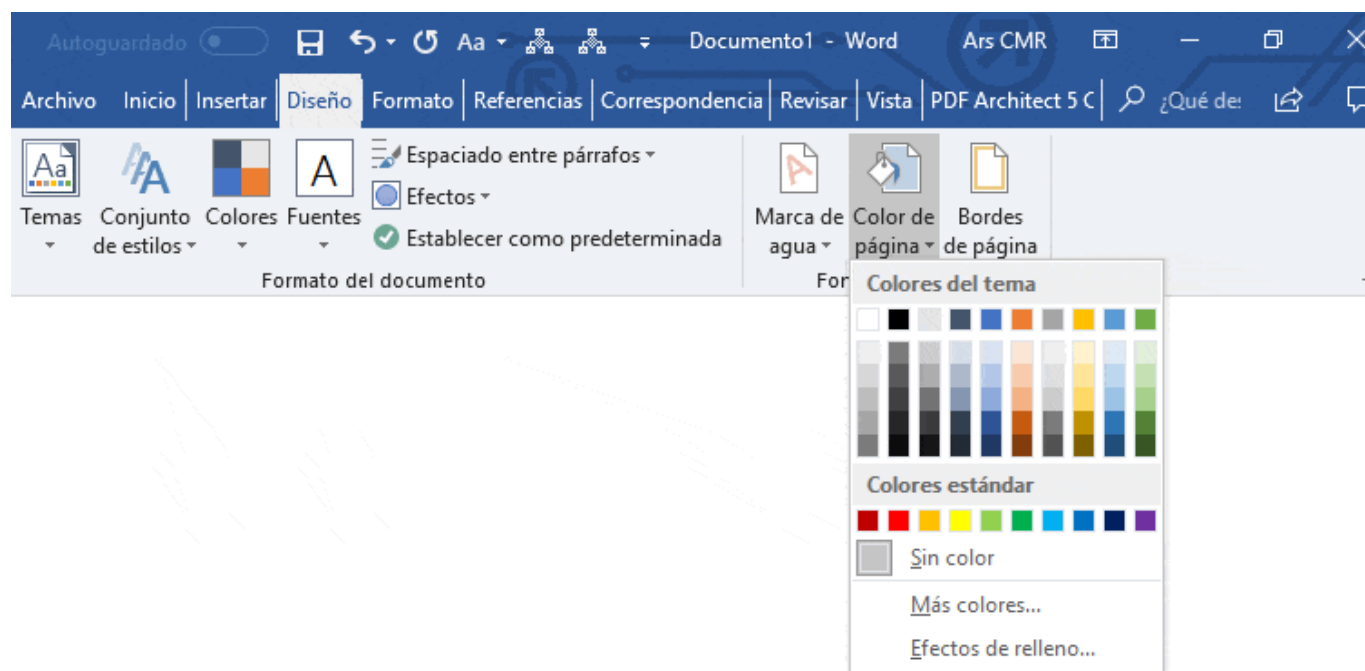 Autoguardado Aa Documento1 - Word Ars CMR
Archivo Inicio Insertar Diseño Formato Referencias Correspondencia Revisar Vista PDF Architect 5 C ¿Qué de:
Aa A
Espaciado entre párrafos
Efectos
Establecer como predeterminada
Temas Conjunto de estilos Colores Fuentes
Marca de agua Color de página Bordes de página
Formato del documento For
Colores del tema
Colores estándar
Sin color
Más colores...
Efectos de relleno...